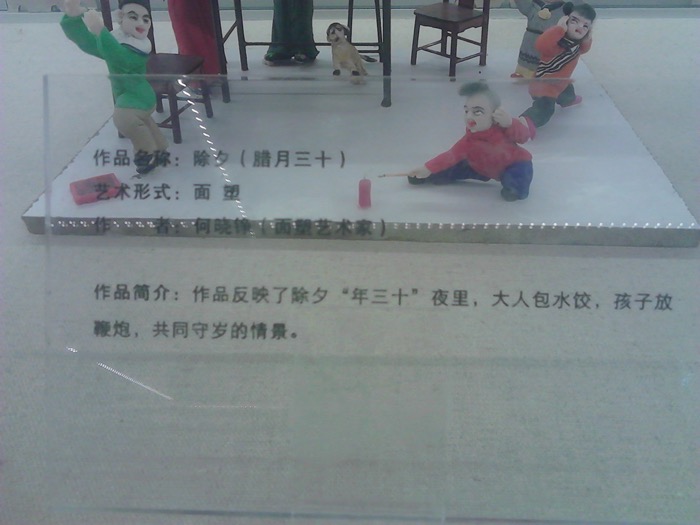 作品名称：除夕（腊月三十）
艺术形式：面 塑
作 者：何晓铮（面塑艺术家）
作品简介：作品反映了除夕“年三十”夜里，大人包水饺，孩子放
鞭炮，共同守岁的情景。